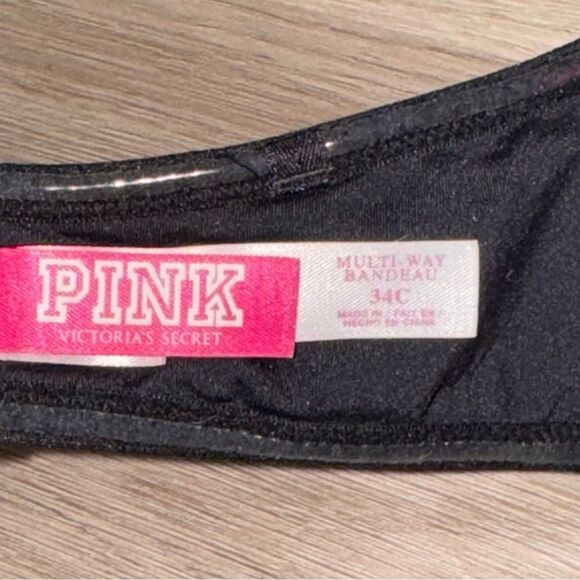 PINK
VICTORIA'S SECRET
MULTI-WAY
BANDEAU
34C
MADE IN / FAIT EN /
HECHO EN CHINA